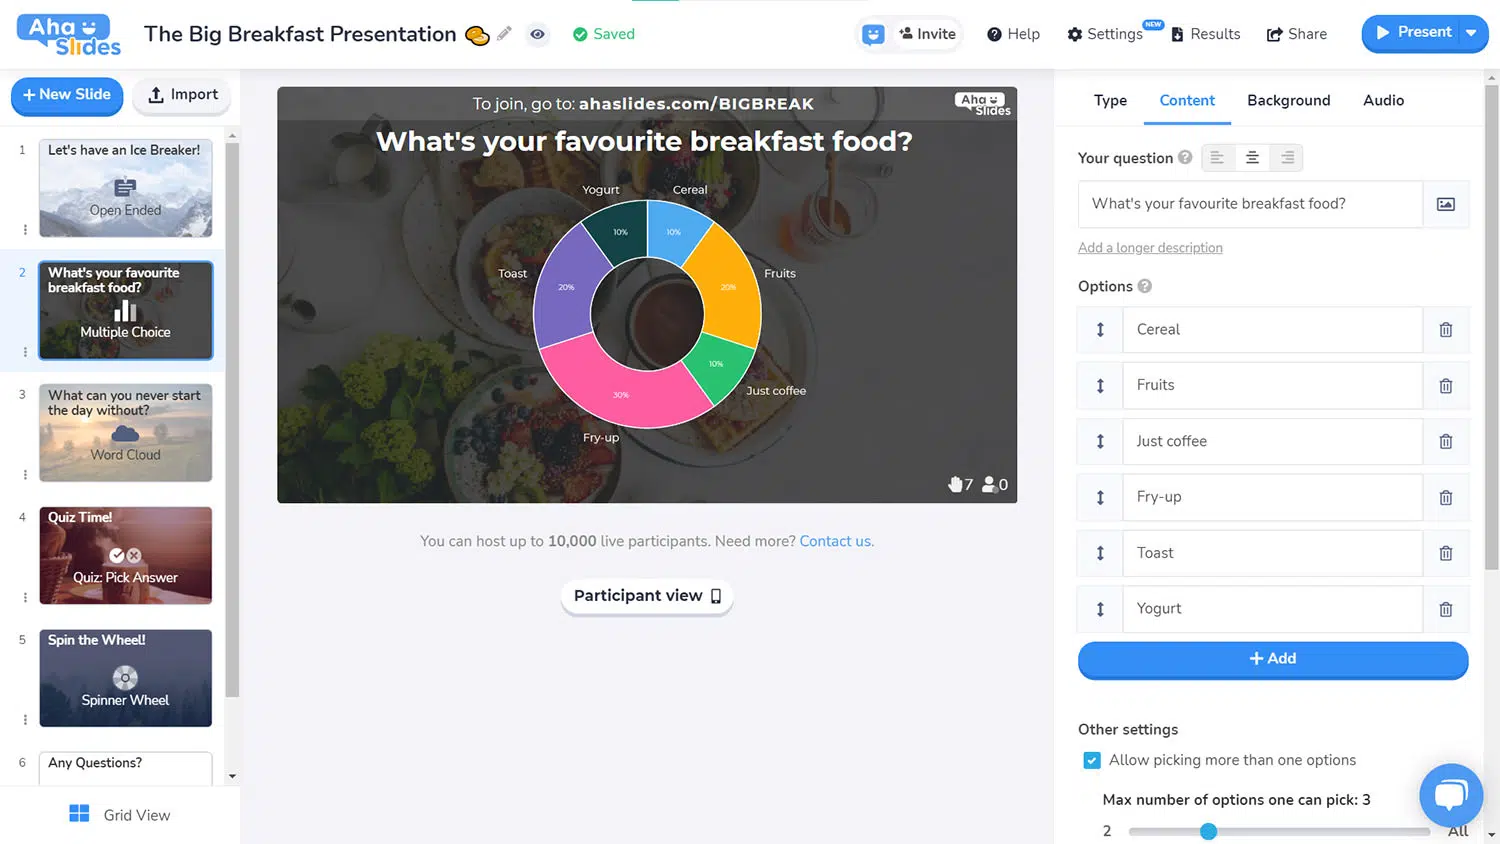 Aha
Slides
The Big Breakfast Presentation
Saved
Invite
Help
Settings
NEW
Results
Share
Present
+ New Slide
Import
1
Let's have an Ice Breaker!
Open Ended
2
What's your favourite
breakfast food?
Multiple Choice
3
What can you never start
the day without?
Word Cloud
4
Quiz Time!
Quiz: Pick Answer
5
Spin the Wheel!
Spinner Wheel
6
Any Questions?
Grid View
To join, go to: ahaslides.com/BIGBREAK
Aha
Slides
What's your favourite breakfast food?
Yogurt
Cereal
10%
10%
Toast
Fruits
20%
20%
10%
Just coffee
30%
Fry-up
7
0
You can host up to 10,000 live participants. Need more? Contact us.
Participant view
Type
Content
Background
Audio
Your question ?
What's your favourite breakfast food?
Add a longer description
Options ?
Cereal
Fruits
Just coffee
Fry-up
Toast
Yogurt
+ Add
Other settings
Allow picking more than one options
Max number of options one can pick: 3
2
All